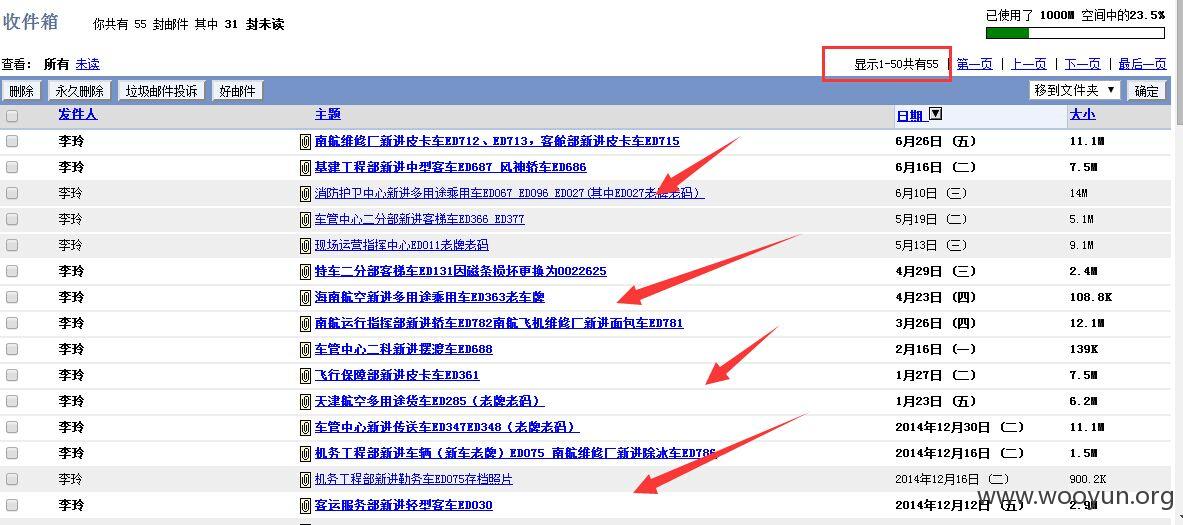 收件箱 你共有 55 封邮件 其中 31 封未读
已使用了 1000M 空间中的23.5%
查看： 所有 未读
显示1-50共有55 | 第一页 | 上一页 | 下一页 | 最后一页
删除 永久删除 垃圾邮件投诉 好邮件 移到文件夹 确定
发件人 主题 日期 大小
李玲 南航维修厂新进皮卡车ED712、ED713，客舱部新进皮卡车ED715 6月26日 (五) 11.1M
李玲 基建工程部新进中型客车ED687 风神轿车ED686 6月16日 (二) 7.5M
李玲 消防护卫中心新进多用途乘用车ED067 ED096 ED027(其中ED027老牌老码) 6月10日 (三) 14M
李玲 车管中心二分部新进客梯车ED366 ED377 5月19日 (二) 5.1M
李玲 现场运营指挥中心ED011老牌老码 5月13日 (三) 9.1M
李玲 特车二分部客梯车ED131因磁条损坏更换为0022625 4月29日 (三) 2.4M
李玲 海南航空新进多用途乘用车ED363老车牌 4月23日 (四) 108.8K
李玲 南航运行指挥部新进轿车ED782南航飞机维修厂新进面包车ED781 3月26日 (四) 12.1M
李玲 车管中心二科新进摆渡车ED688 2月16日 (一) 139K
李玲 飞行保障部新进皮卡车ED361 1月27日 (二) 7.5M
李玲 天津航空多用途货车ED285（老牌老码） 1月23日 (五) 6.2M
李玲 车管中心新进传送车ED347ED348（老牌老码） 2014年12月30日 (二) 11.1M
李玲 机务工程部新进车辆（新车老牌）ED075 南航维修厂新进除冰车ED786 2014年12月16日 (二) 1.5M
李玲 机务工程部新进勤务车ED075存档照片 2014年12月16日 (二) 900.2K
李玲 客运服务部新进轻型客车ED030 2014年12月12日 (五) 2.9M
www.wooyun.org